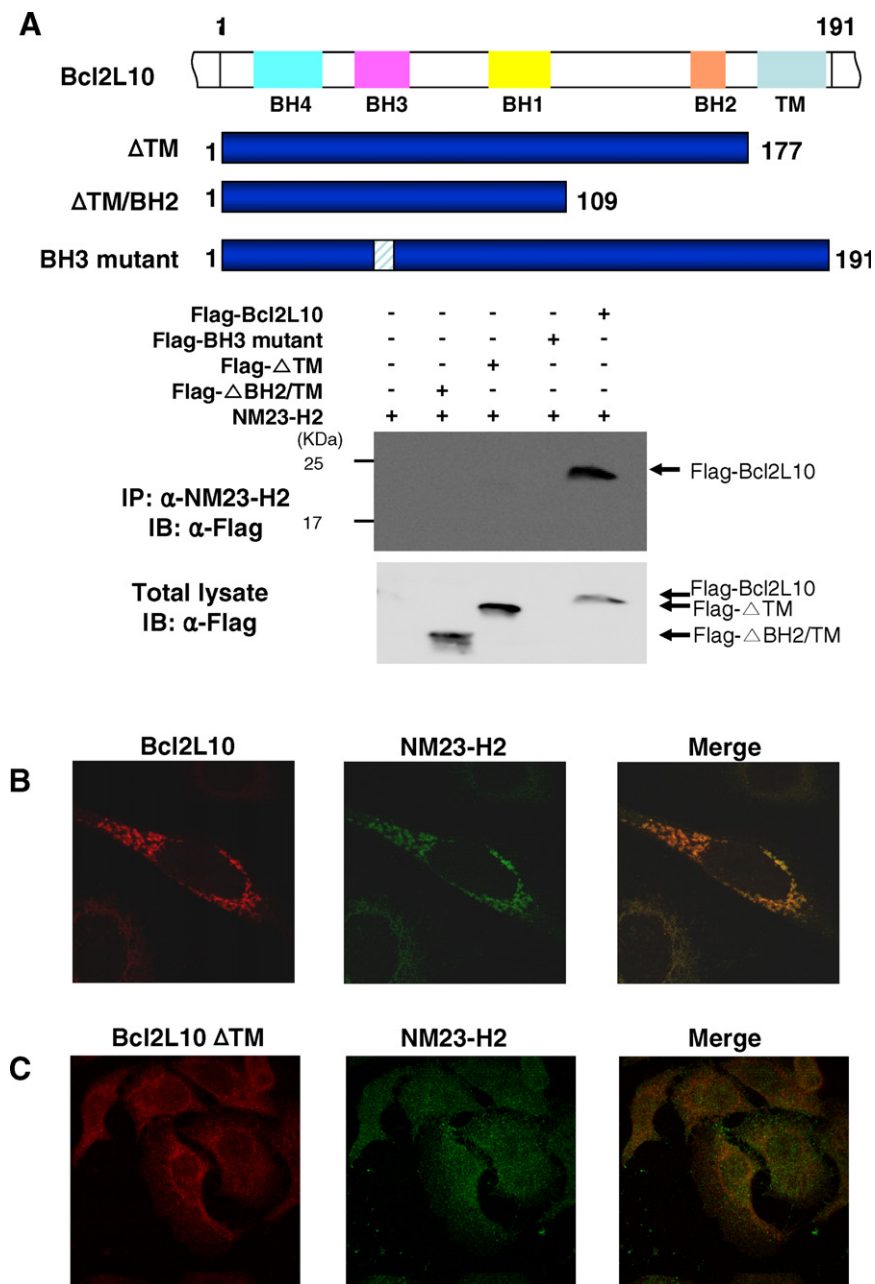 A
1 191
Bcl2L10
BH4 BH3 BH1 BH2 TM
ΔTM 1 177
ΔTM/BH2 1 109
BH3 mutant 1 191
Flag-Bcl2L10 - - - - +
Flag-BH3 mutant - - - + -
Flag-△TM - - + - -
Flag-△BH2/TM - + - - -
NM23-H2 + + + + +
(KDa)
25
Flag-Bcl2L10
IP: α-NM23-H2
IB: α-Flag
17
Total lysate
IB: α-Flag
Flag-Bcl2L10
Flag-△TM
Flag-△BH2/TM
B
Bcl2L10 NM23-H2 Merge
C
Bcl2L10 ΔTM NM23-H2 Merge